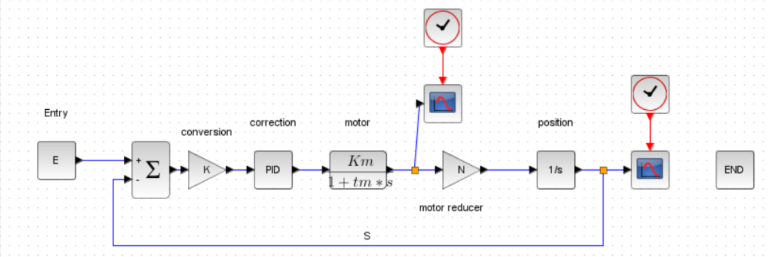 Entry
conversion
correction
motor
position
E
+
-
Σ
K
PID
Km
1 + tm * s
N
1/s
END
motor reducer
S